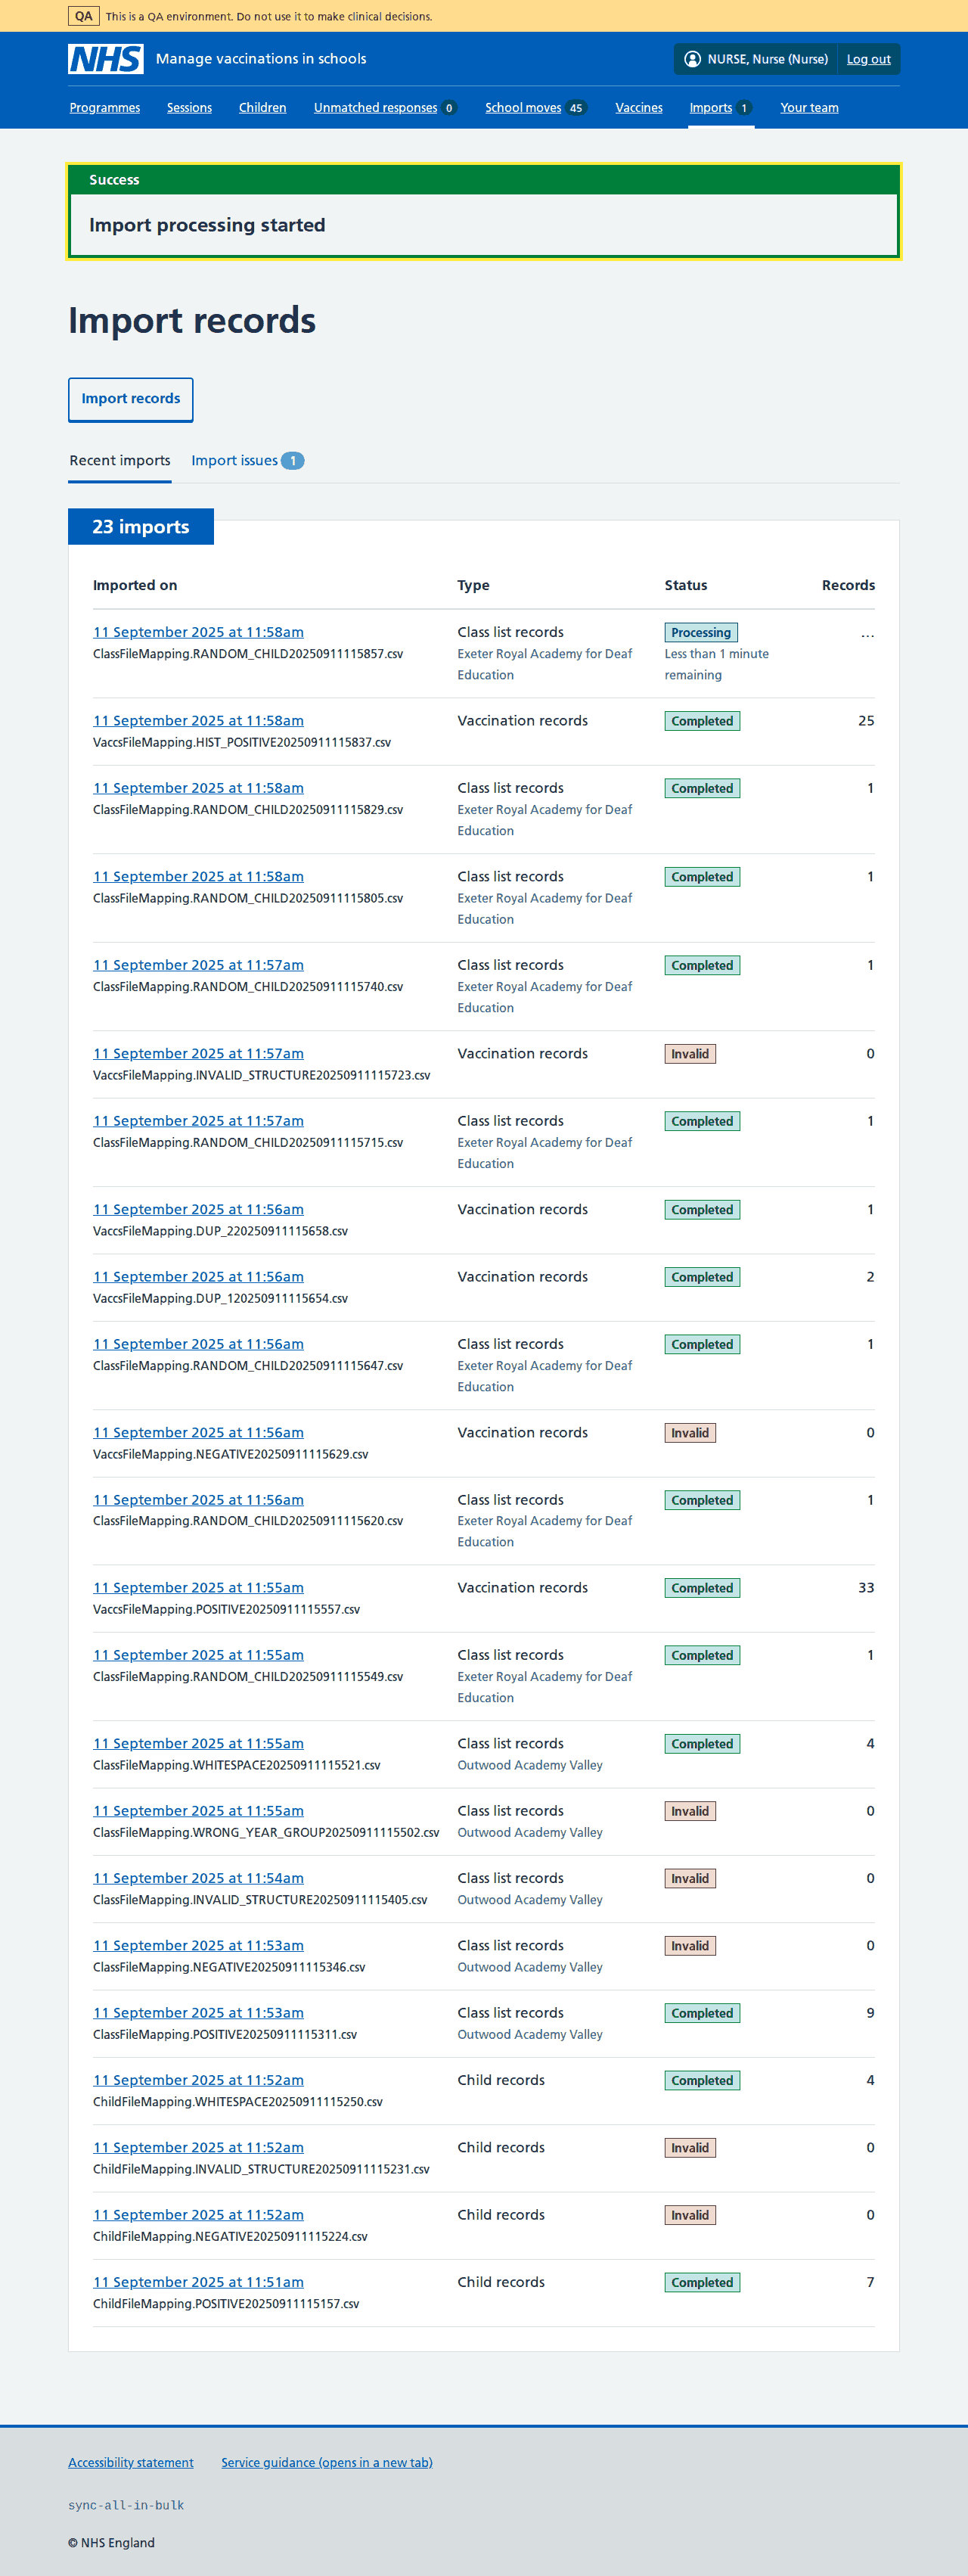 QA This is a QA environment. Do not use it to make clinical decisions.
NHS Manage vaccinations in schools NURSE, Nurse (Nurse) Log out
Programmes Sessions Children Unmatched responses 0 School moves 45 Vaccines Imports 1 Your team
Success
Import processing started
Import records
Import records
Recent imports Import issues 1
23 imports
Imported on Type Status Records
11 September 2025 at 11:58am Class list records Processing ...
ClassFileMapping.RANDOM_CHILD20250911115857.csv Exeter Royal Academy for Deaf Less than 1 minute
Education remaining
11 September 2025 at 11:58am Vaccination records Completed 25
VaccsFileMapping.HIST_POSITIVE20250911115837.csv
11 September 2025 at 11:58am Class list records Completed 1
ClassFileMapping.RANDOM_CHILD20250911115829.csv Exeter Royal Academy for Deaf
Education
11 September 2025 at 11:58am Class list records Completed 1
ClassFileMapping.RANDOM_CHILD20250911115805.csv Exeter Royal Academy for Deaf
Education
11 September 2025 at 11:57am Class list records Completed 1
ClassFileMapping.RANDOM_CHILD20250911115740.csv Exeter Royal Academy for Deaf
Education
11 September 2025 at 11:57am Vaccination records Invalid 0
VaccsFileMapping.INVALID_STRUCTURE20250911115723.csv
11 September 2025 at 11:57am Class list records Completed 1
ClassFileMapping.RANDOM_CHILD20250911115715.csv Exeter Royal Academy for Deaf
Education
11 September 2025 at 11:56am Vaccination records Completed 1
VaccsFileMapping.DUP_220250911115658.csv
11 September 2025 at 11:56am Vaccination records Completed 2
VaccsFileMapping.DUP_120250911115654.csv
11 September 2025 at 11:56am Class list records Completed 1
ClassFileMapping.RANDOM_CHILD20250911115647.csv Exeter Royal Academy for Deaf
Education
11 September 2025 at 11:56am Vaccination records Invalid 0
VaccsFileMapping.NEGATIVE20250911115629.csv
11 September 2025 at 11:56am Class list records Completed 1
ClassFileMapping.RANDOM_CHILD20250911115620.csv Exeter Royal Academy for Deaf
Education
11 September 2025 at 11:55am Vaccination records Completed 33
VaccsFileMapping.POSITIVE20250911115557.csv
11 September 2025 at 11:55am Class list records Completed 1
ClassFileMapping.RANDOM_CHILD20250911115549.csv Exeter Royal Academy for Deaf
Education
11 September 2025 at 11:55am Class list records Completed 4
ClassFileMapping.WHITESPACE20250911115521.csv Outwood Academy Valley
11 September 2025 at 11:55am Class list records Invalid 0
ClassFileMapping.WRONG_YEAR_GROUP20250911115502.csv Outwood Academy Valley
11 September 2025 at 11:54am Class list records Invalid 0
ClassFileMapping.INVALID_STRUCTURE20250911115405.csv Outwood Academy Valley
11 September 2025 at 11:53am Class list records Invalid 0
ClassFileMapping.NEGATIVE20250911115346.csv Outwood Academy Valley
11 September 2025 at 11:53am Class list records Completed 9
ClassFileMapping.POSITIVE20250911115311.csv Outwood Academy Valley
11 September 2025 at 11:52am Child records Completed 4
ChildFileMapping.WHITESPACE20250911115250.csv
11 September 2025 at 11:52am Child records Invalid 0
ChildFileMapping.INVALID_STRUCTURE20250911115231.csv
11 September 2025 at 11:52am Child records Invalid 0
ChildFileMapping.NEGATIVE20250911115224.csv
11 September 2025 at 11:51am Child records Completed 7
ChildFileMapping.POSITIVE20250911115157.csv
Accessibility statement Service guidance (opens in a new tab)
sync-all-in-bulk
© NHS England